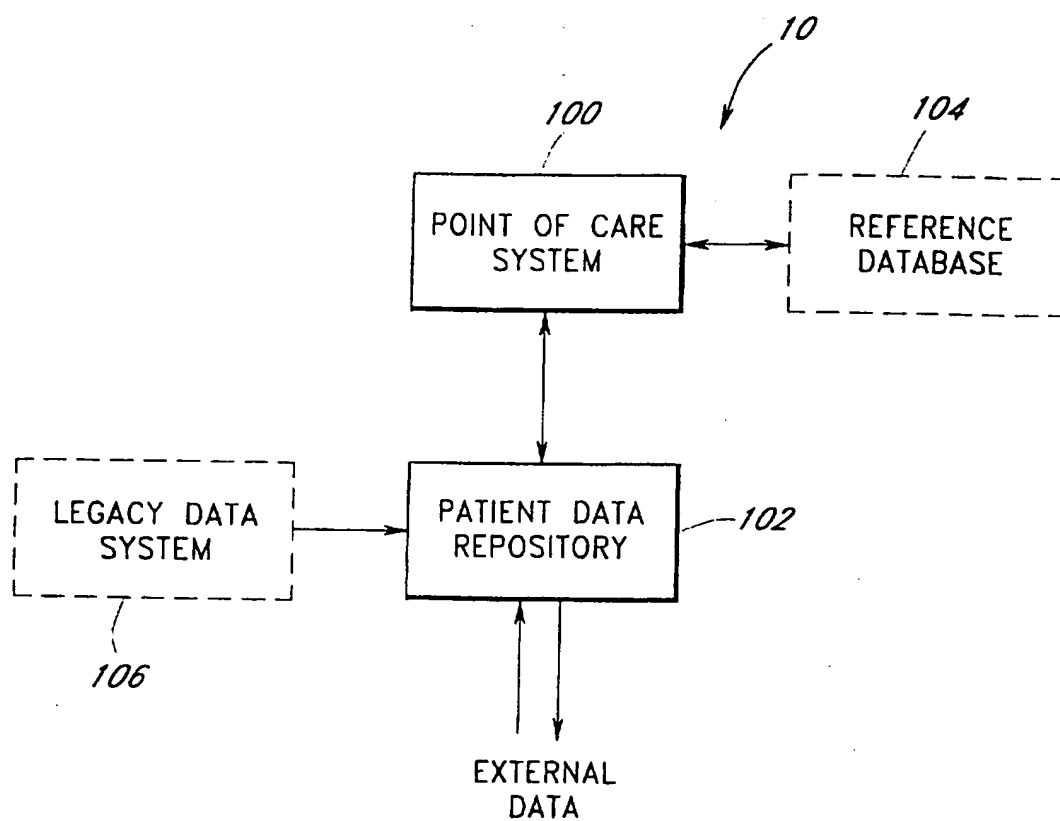 10
100
104
POINT OF CARE
SYSTEM
REFERENCE
DATABASE
LEGACY DATA
SYSTEM
PATIENT DATA
REPOSITORY
102
106
EXTERNAL
DATA